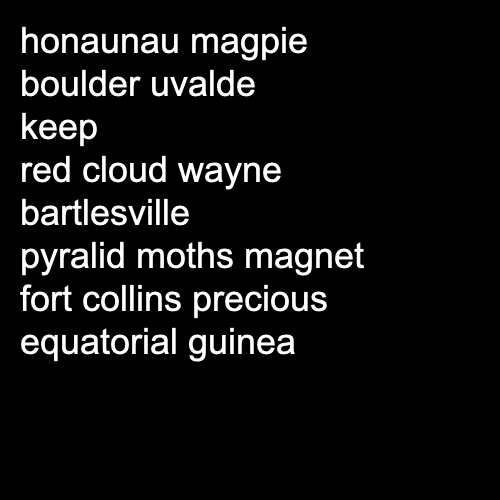 honaunau magpie
boulder uvalde
keep
red cloud wayne
bartlesville
pyralid moths magnet
fort collins precious
equatorial guinea